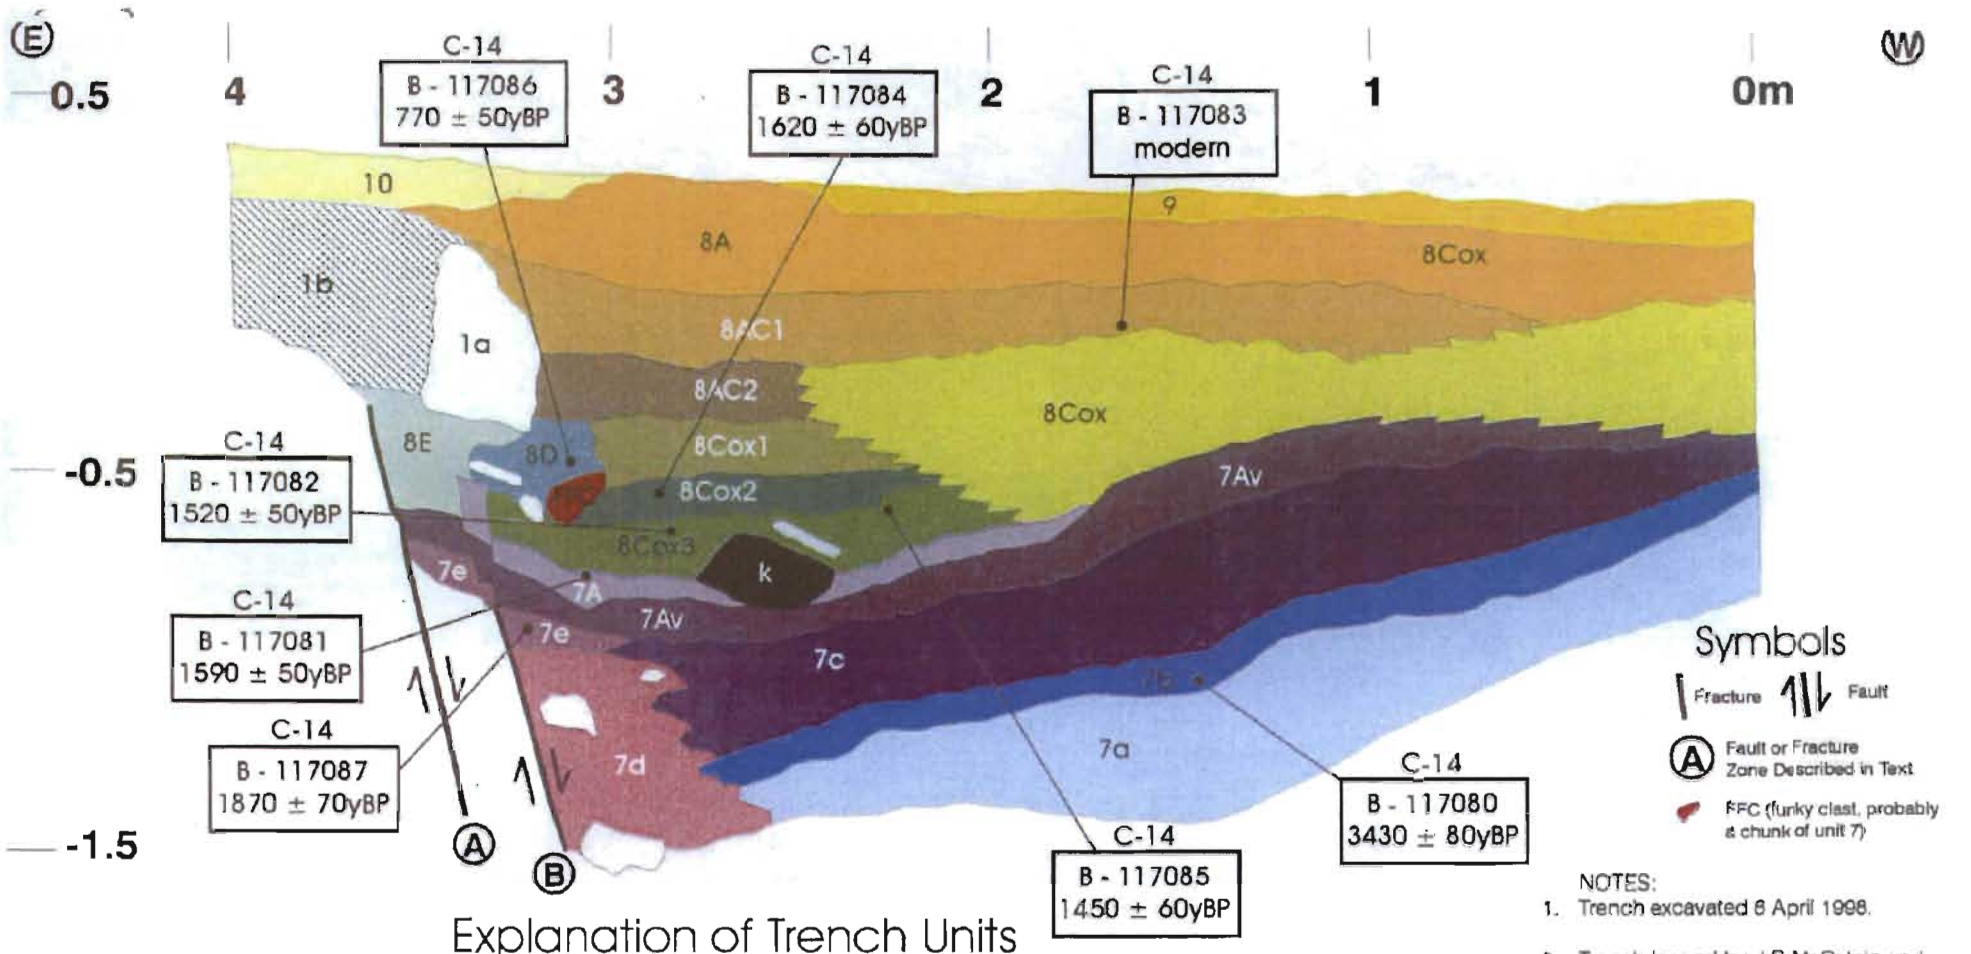 (E)
(W)
0.5
4
3
2
1
0m
C-14
B - 117086
770 ± 50yBP
C-14
B - 117084
1620 ± 60yBP
C-14
B - 117083
modern
10
9
8A
8Cox
1b
1a
8AC1
8AC2
8Cox
8E
8D
8Cox1
8Cox2
7Av
-0.5
C-14
B - 117082
1520 ± 50yBP
8Cox3
k
7e
7A
7Av
7e
7c
7d
7a
C-14
B - 117081
1590 ± 50yBP
C-14
B - 117087
1870 ± 70yBP
-1.5
A
B
C-14
B - 117085
1450 ± 60yBP
C-14
B - 117080
3430 ± 80yBP
Symbols
Fracture
Fault
A
Fault or Fracture
Zone Described in Text
FFC (funky clast, probably
a chunk of unit 7)
NOTES:
1. Trench excavated 6 April 1998.
Explanation of Trench Units